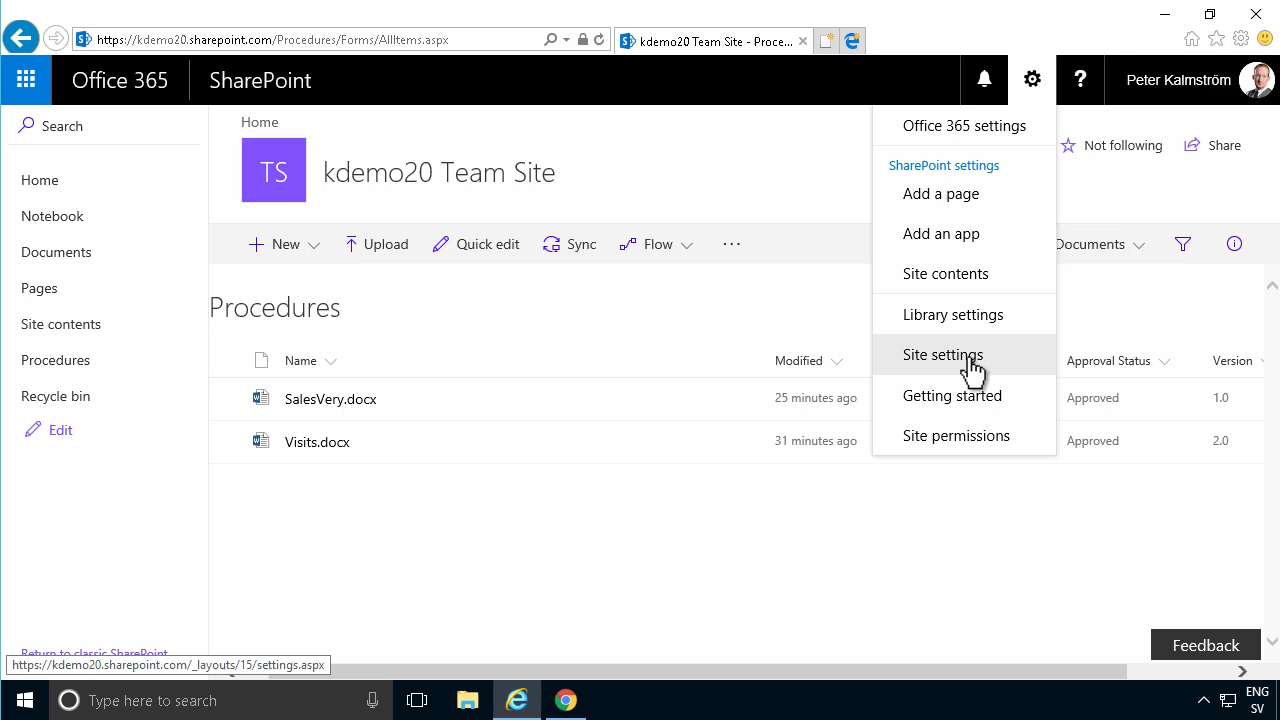 https://kdemo20.sharepoint.com/Procedures/Forms/AllItems.aspx
kdemo20 Team Site - Proce...
Office 365
SharePoint
?
Peter Kalmström
Search
Home
Notebook
Documents
Pages
Site contents
Procedures
Recycle bin
Edit
Return to classic SharePoint
Home
TS
kdemo20 Team Site
Not following
Share
New
Upload
Quick edit
Sync
Flow
...
Documents
Procedures
Name
Modified
Approval Status
Version
SalesVery.docx
25 minutes ago
Approved
1.0
Visits.docx
31 minutes ago
Approved
2.0
Office 365 settings
SharePoint settings
Add a page
Add an app
Site contents
Library settings
Site settings
Getting started
Site permissions
Feedback
https://kdemo20.sharepoint.com/_layouts/15/settings.aspx
Type here to search
ENG
SV